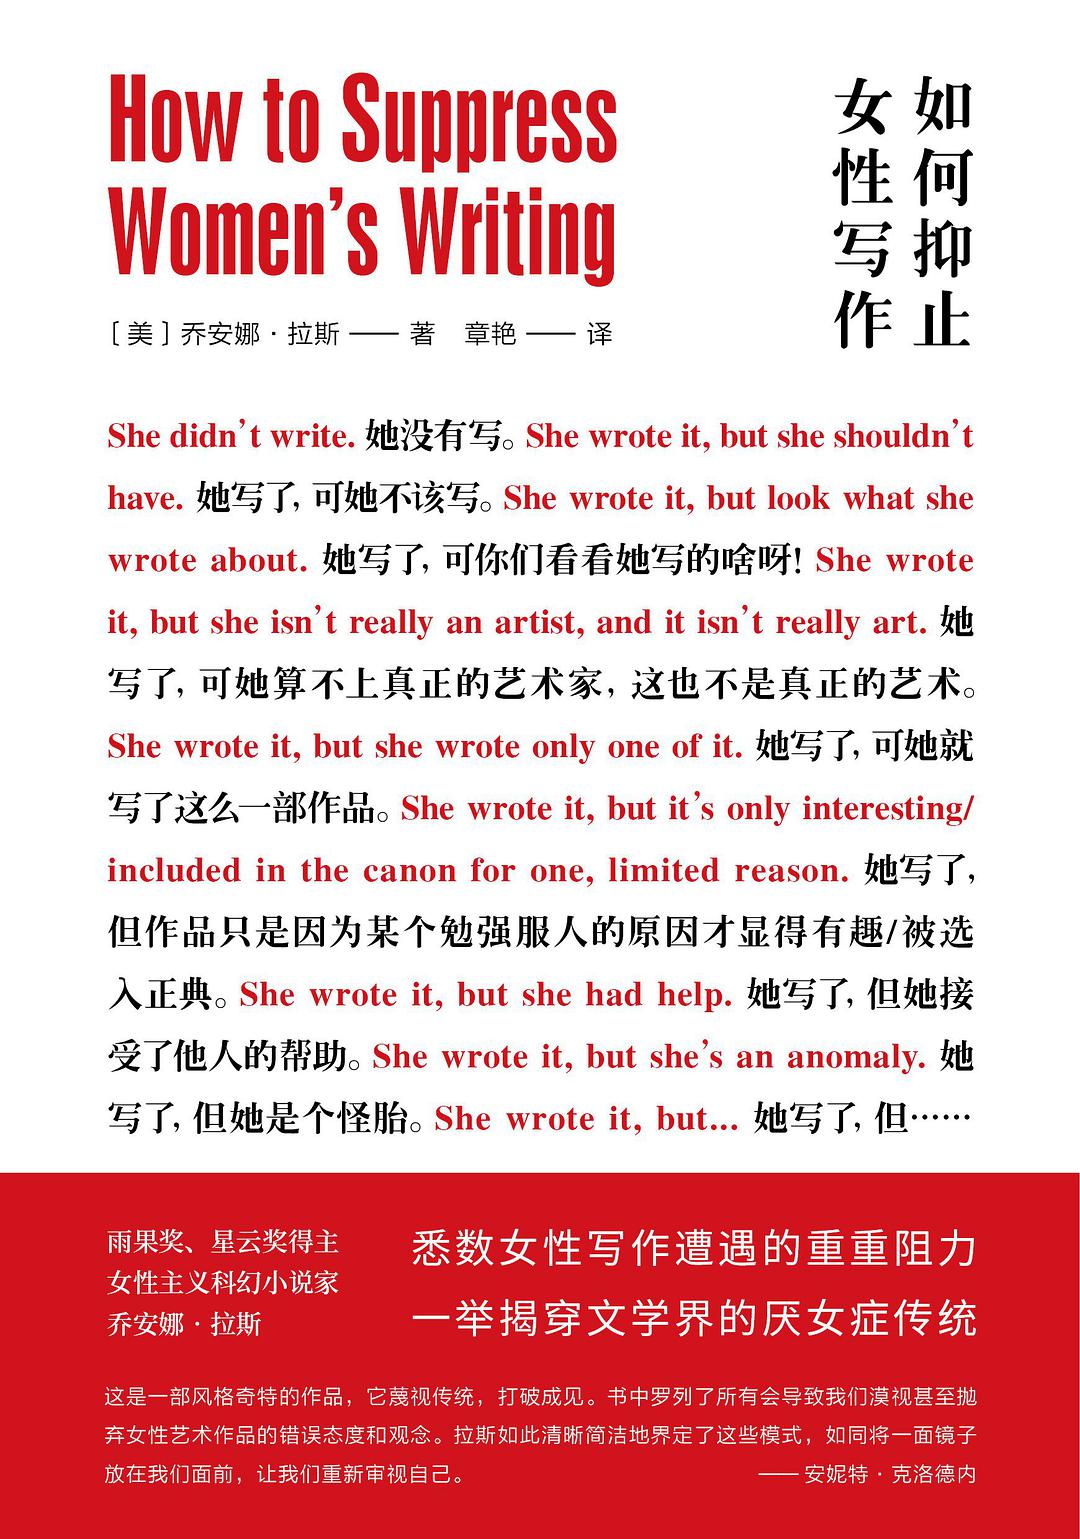 How to Suppress
Women’s Writing
如何抑止
女性写作
［美］乔安娜·拉斯 —— 著　章艳 —— 译
She didn’t write. 她没有写。She wrote it, but she shouldn’t
have. 她写了, 可她不该写。She wrote it, but look what she
wrote about. 她写了, 可你们看看她写的啥呀! She wrote
it, but she isn’t really an artist, and it isn’t really art. 她
写了, 可她算不上真正的艺术家, 这也不是真正的艺术。
She wrote it, but she wrote only one of it. 她写了, 可她就
写了这么一部作品。She wrote it, but it’s only interesting/
included in the canon for one, limited reason. 她写了,
但作品只是因为某个勉强服人的原因才显得有趣/被选
入正典。She wrote it, but she had help. 她写了, 但她接
受了他人的帮助。She wrote it, but she’s an anomaly. 她
写了, 但她是个怪胎。She wrote it, but... 她写了, 但……
雨果奖、星云奖得主
女性主义科幻小说家
乔安娜·拉斯
悉数女性写作遭遇的重重阻力
一举揭穿文学界的厌女症传统
这是一部风格奇特的作品，它蔑视传统，打破成见。书中罗列了所有会导致我们漠视甚至抛
弃女性艺术作品的错误态度和观念。拉斯如此清晰简洁地界定了这些模式，如同将一面镜子
放在我们面前，让我们重新审视自己。
—— 安妮特·克洛德内